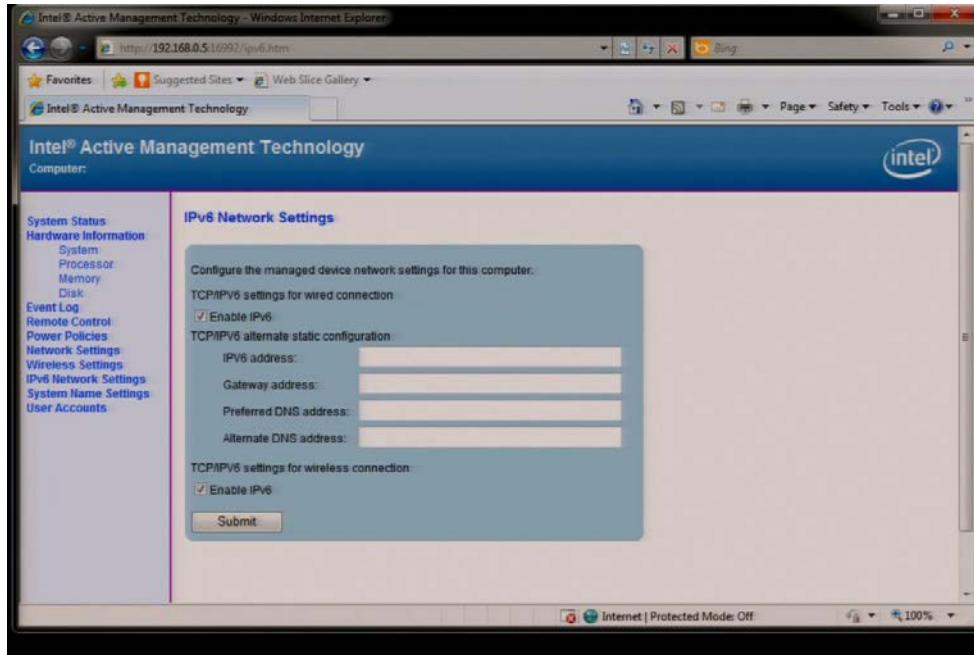 Intel® Active Management Technology - Windows Internet Explorer
http://192.168.0.5:16992/ipv6.htm
Bing
Favorites
Suggested Sites
Web Slice Gallery
Intel® Active Management Technology
Page
Safety
Tools
Intel® Active Management Technology
Computer:
intel
System Status
Hardware Information
System
Processor
Memory
Disk
Event Log
Remote Control
Power Policies
Network Settings
Wireless Settings
IPv6 Network Settings
System Name Settings
User Accounts
IPv6 Network Settings
Configure the managed device network settings for this computer.
TCP/IPV6 settings for wired connection
Enable IPv6
TCP/IPV6 alternate static configuration
IPV6 address:
Gateway address:
Preferred DNS address:
Alternate DNS address:
TCP/IPV6 settings for wireless connection
Enable IPv6
Submit
Internet | Protected Mode: Off
100%